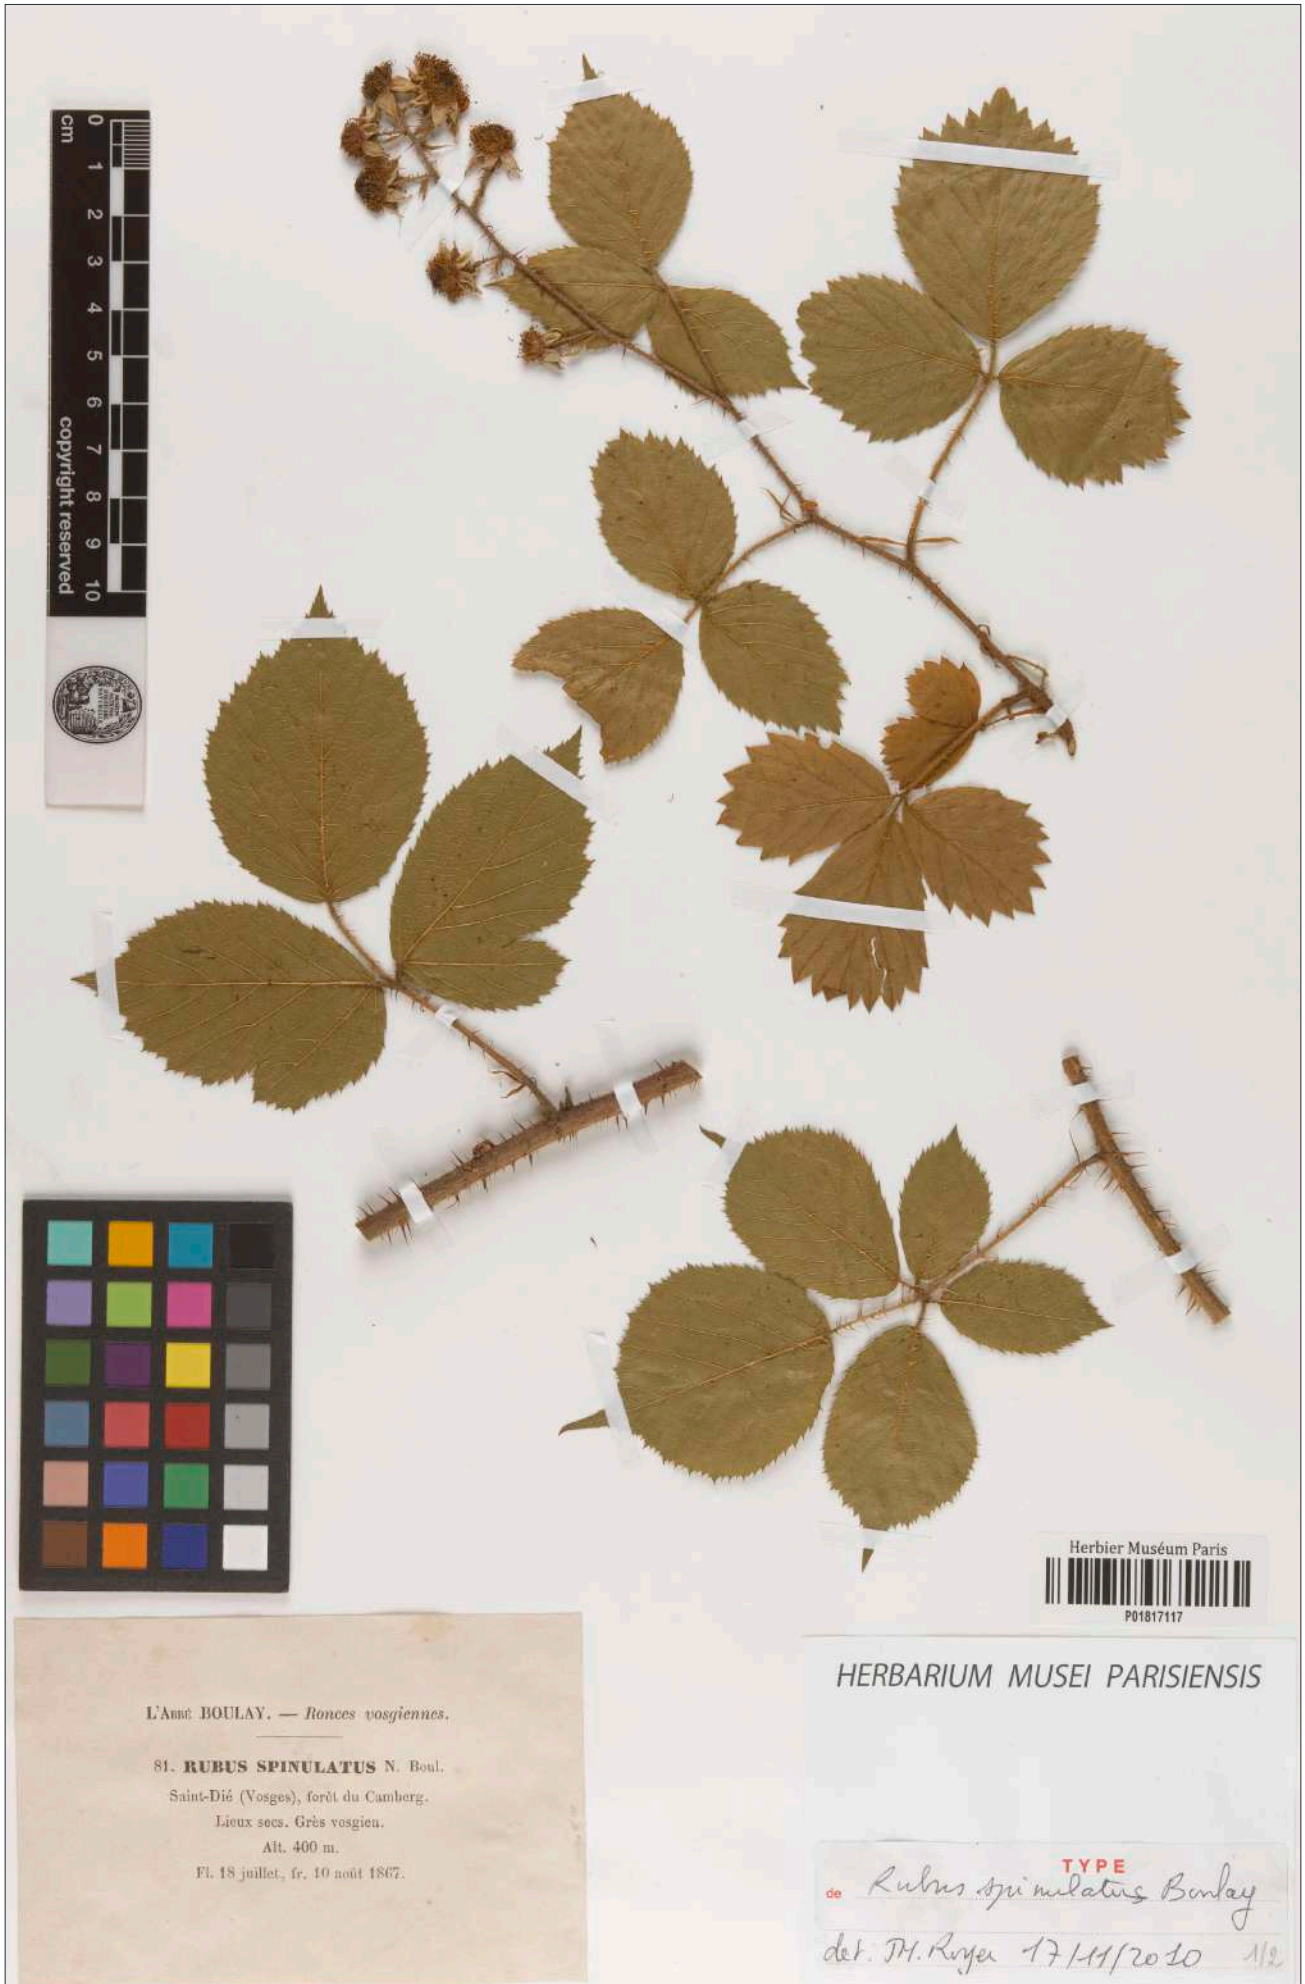 cm
0
1
2
3
4
5
6
7
8
9
10
copyright reserved
L'Abbé BOULAY. — Ronces vosgiennes.
81. RUBUS SPINULATUS N. Boul.
Saint-Dié (Vosges), forêt du Camberg.
Lieux secs. Grès vosgien.
Alt. 400 m.
Fl. 18 juillet, fr. 10 août 1867.
Herbier Muséum Paris
P01817117
HERBARIUM MUSEI PARISIENSIS
TYPE
de Rubus spinulatus Boulay
det. TH. Royer 17/11/2010 1/2